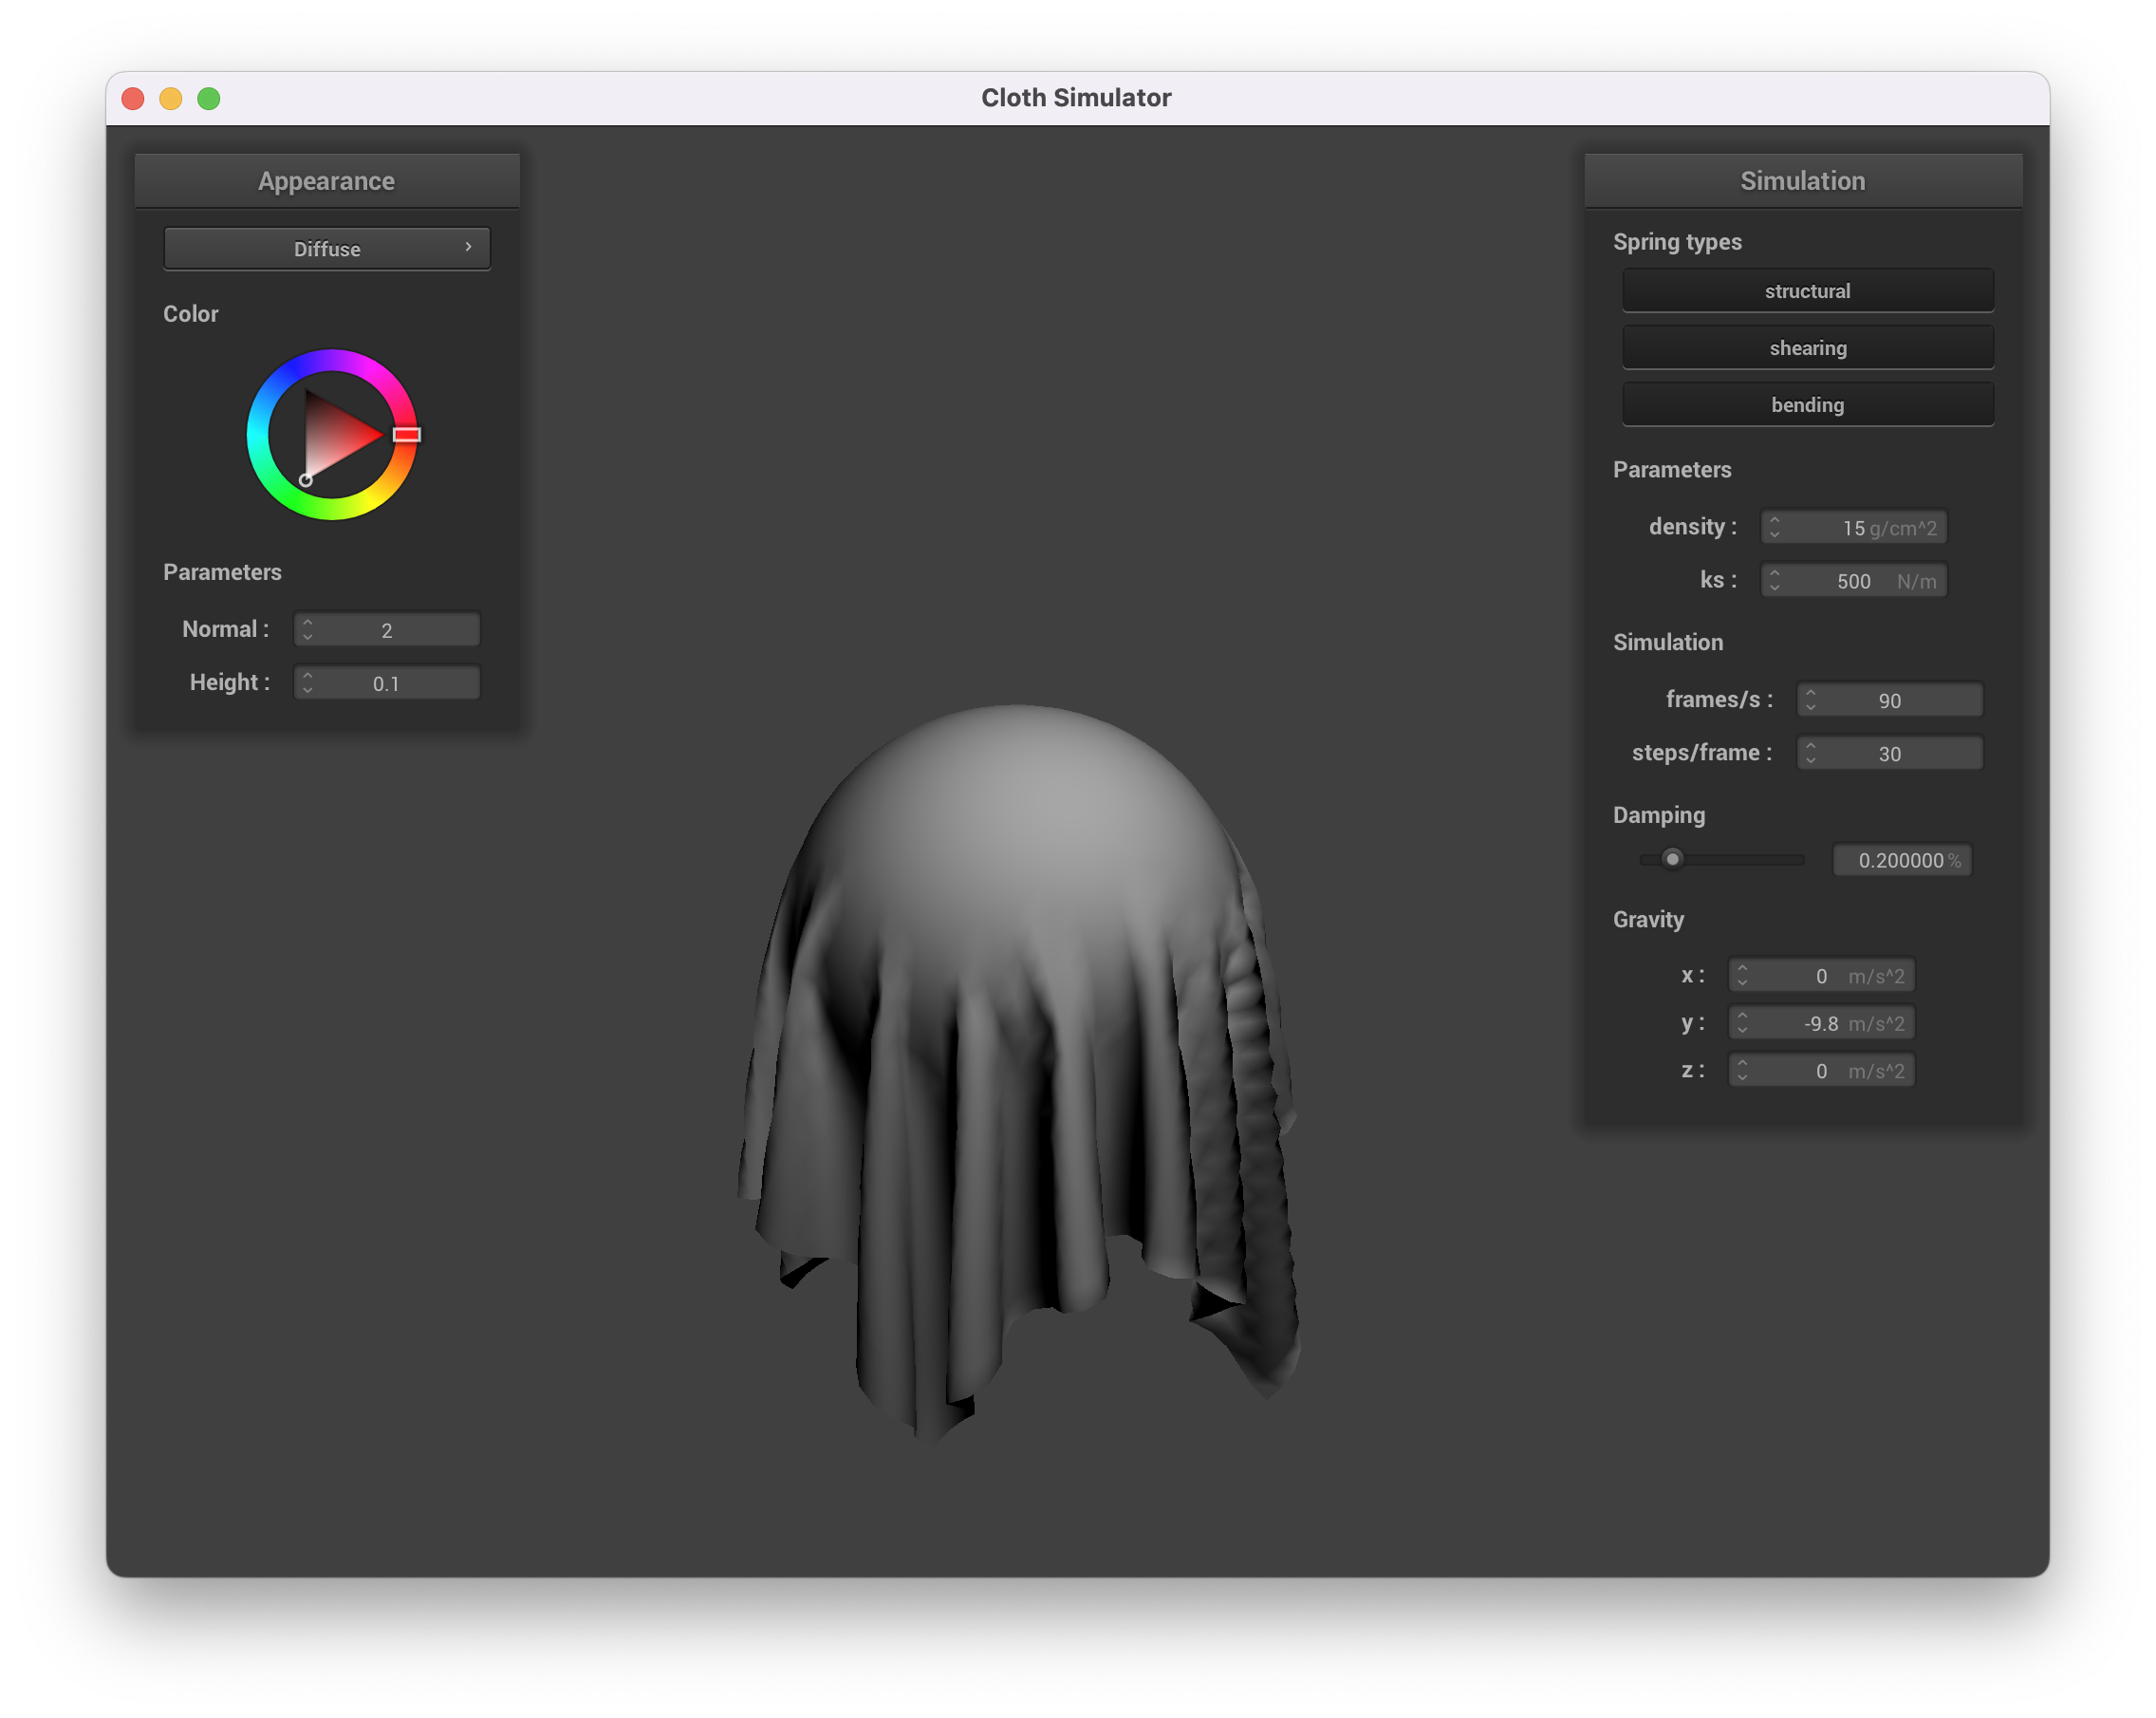 Cloth Simulator
Appearance
Diffuse
Color
Parameters
Normal : 2
Height : 0.1
Simulation
Spring types
structural
shearing
bending
Parameters
density : 15 g/cm^2
ks : 500 N/m
Simulation
frames/s : 90
steps/frame : 30
Damping
0.200000 %
Gravity
x : 0 m/s^2
y : -9.8 m/s^2
z : 0 m/s^2